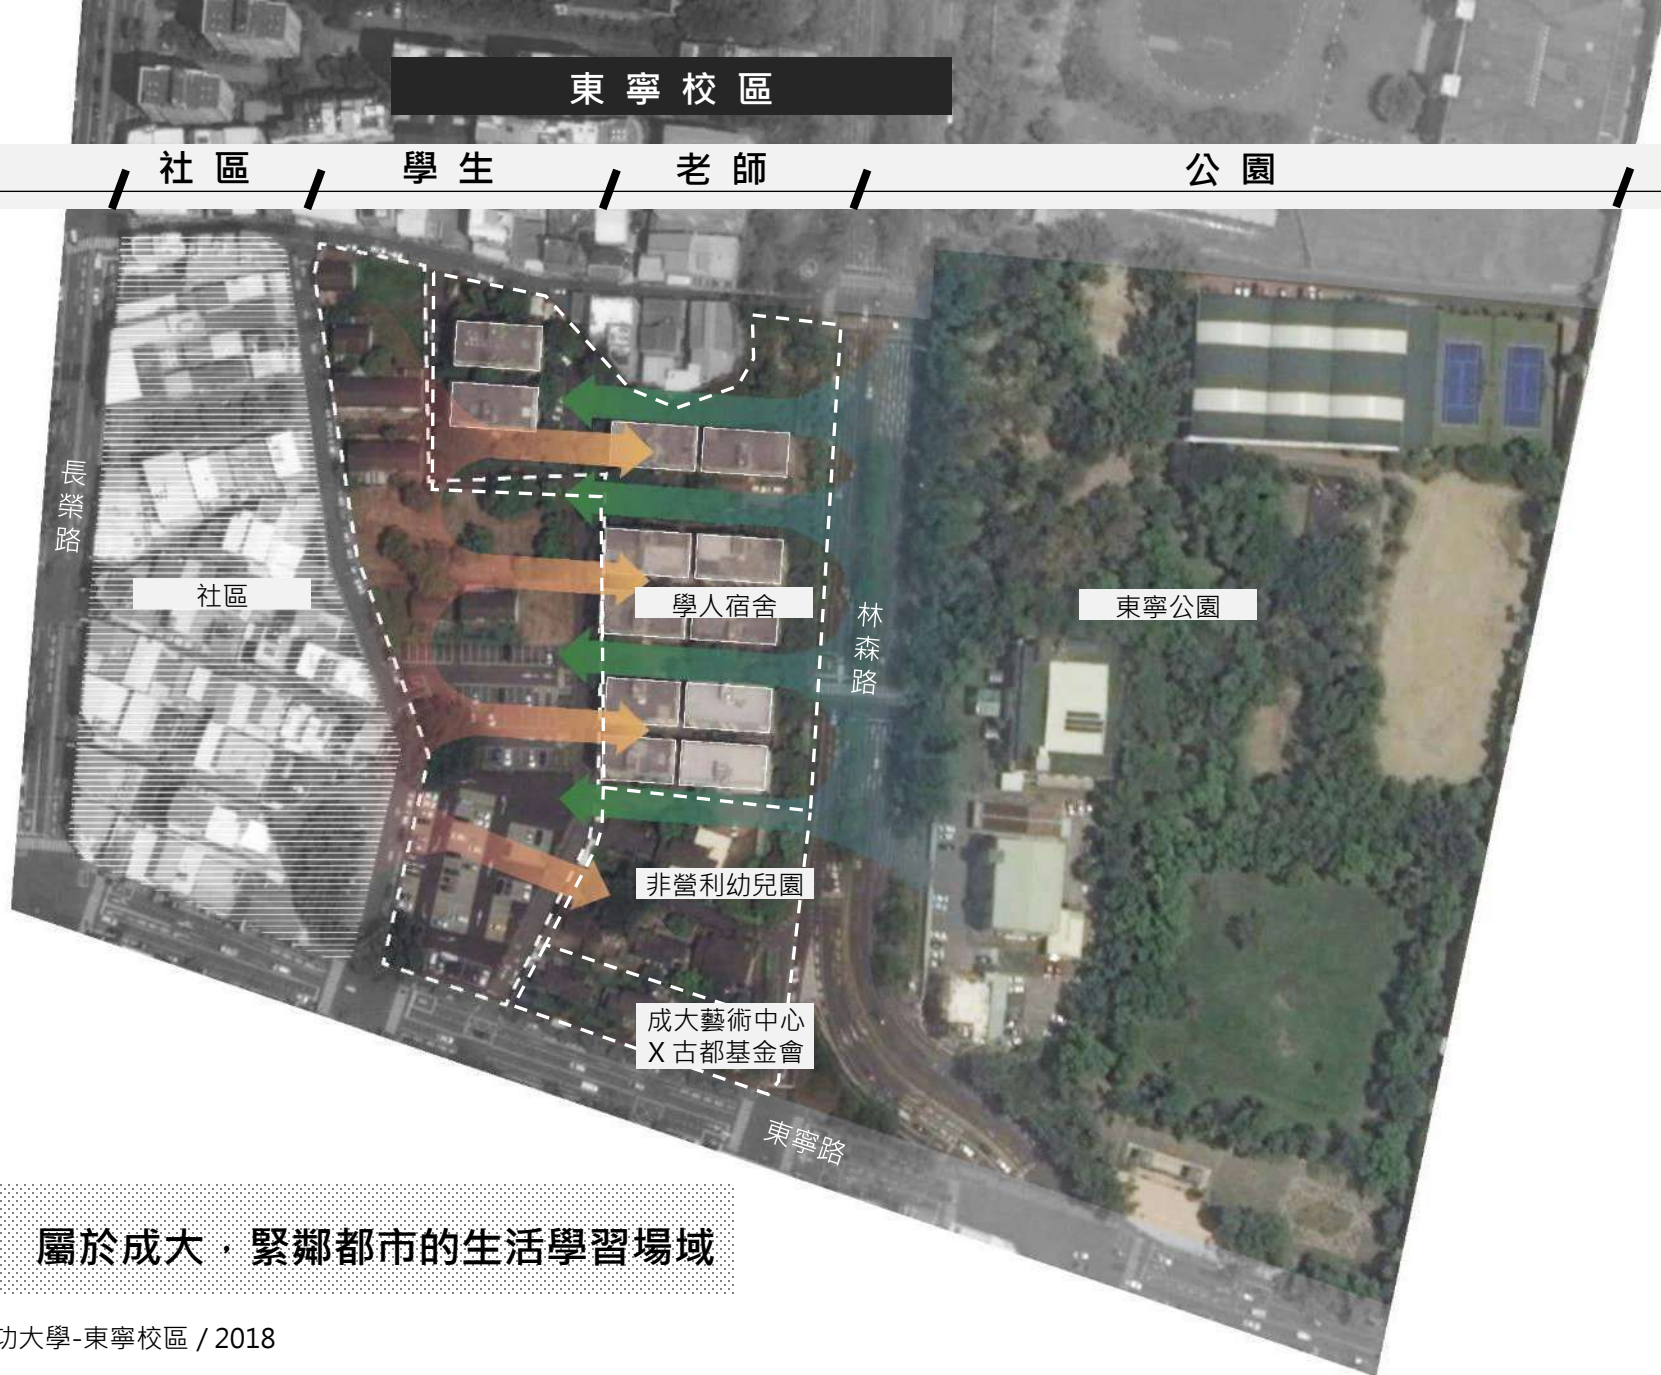 東寧校區
社區 學生 老師 公園
長榮路
社區
學人宿舍
林森路
東寧公園
非營利幼兒園
成大藝術中心
X 古都基金會
東寧路
屬於成大，緊鄰都市的生活學習場域
功大學-東寧校區 / 2018